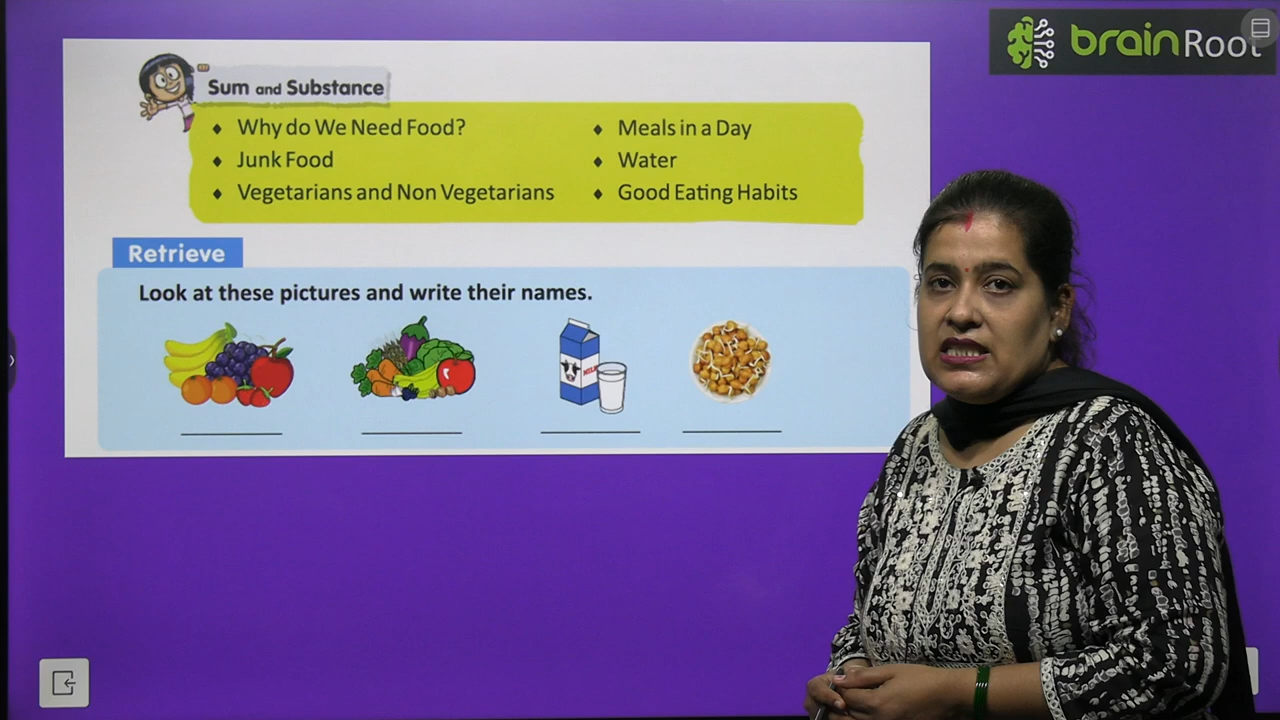 brainRoot
Sum and Substance
♦ Why do We Need Food?
♦ Junk Food
♦ Vegetarians and Non Vegetarians
♦ Meals in a Day
♦ Water
♦ Good Eating Habits
Retrieve
Look at these pictures and write their names.
MILK